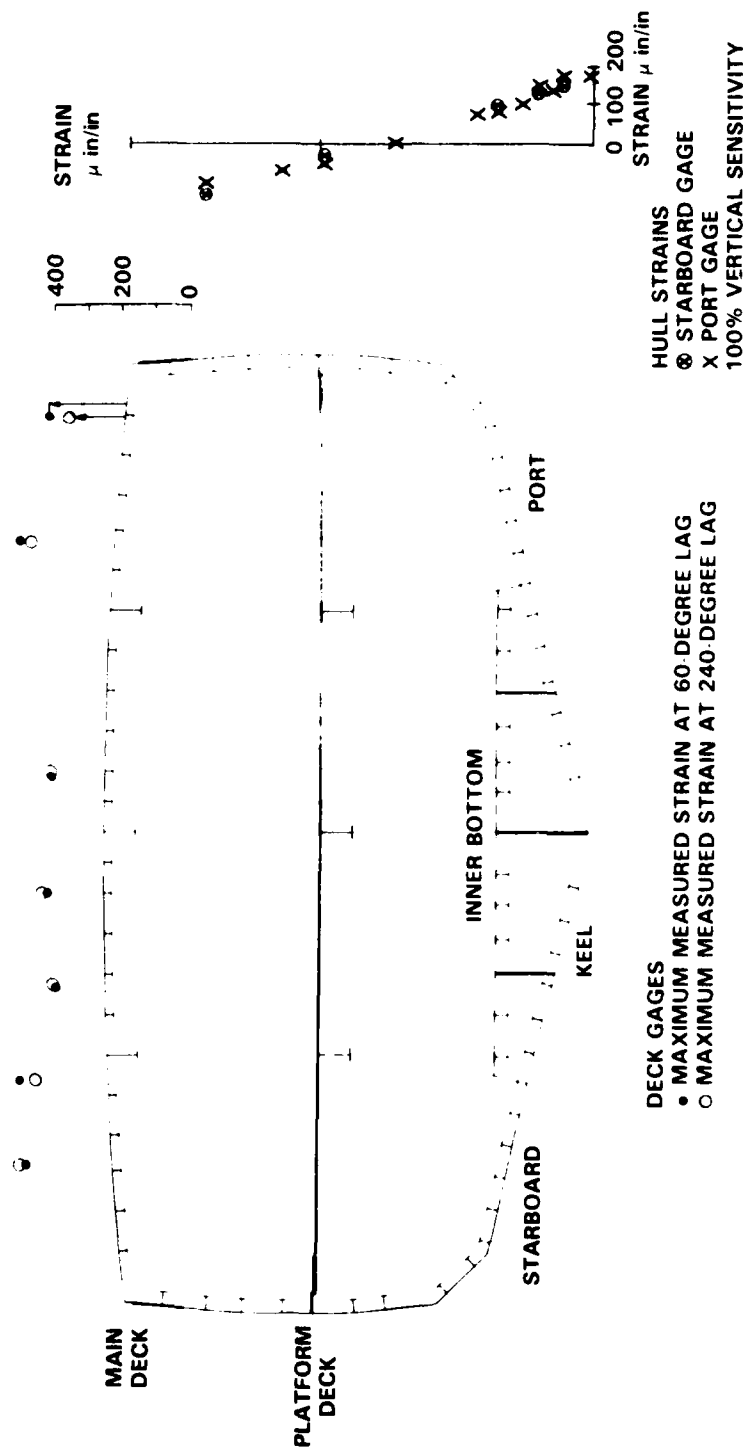 STRAIN
μ in/in
400
200
0
MAIN
DECK
PLATFORM
DECK
INNER BOTTOM
KEEL
STARBOARD
PORT
0 100 200
STRAIN μ in/in
DECK GAGES
● MAXIMUM MEASURED STRAIN AT 60-DEGREE LAG
○ MAXIMUM MEASURED STRAIN AT 240-DEGREE LAG
HULL STRAINS
⊗ STARBOARD GAGE
X PORT GAGE
100% VERTICAL SENSITIVITY